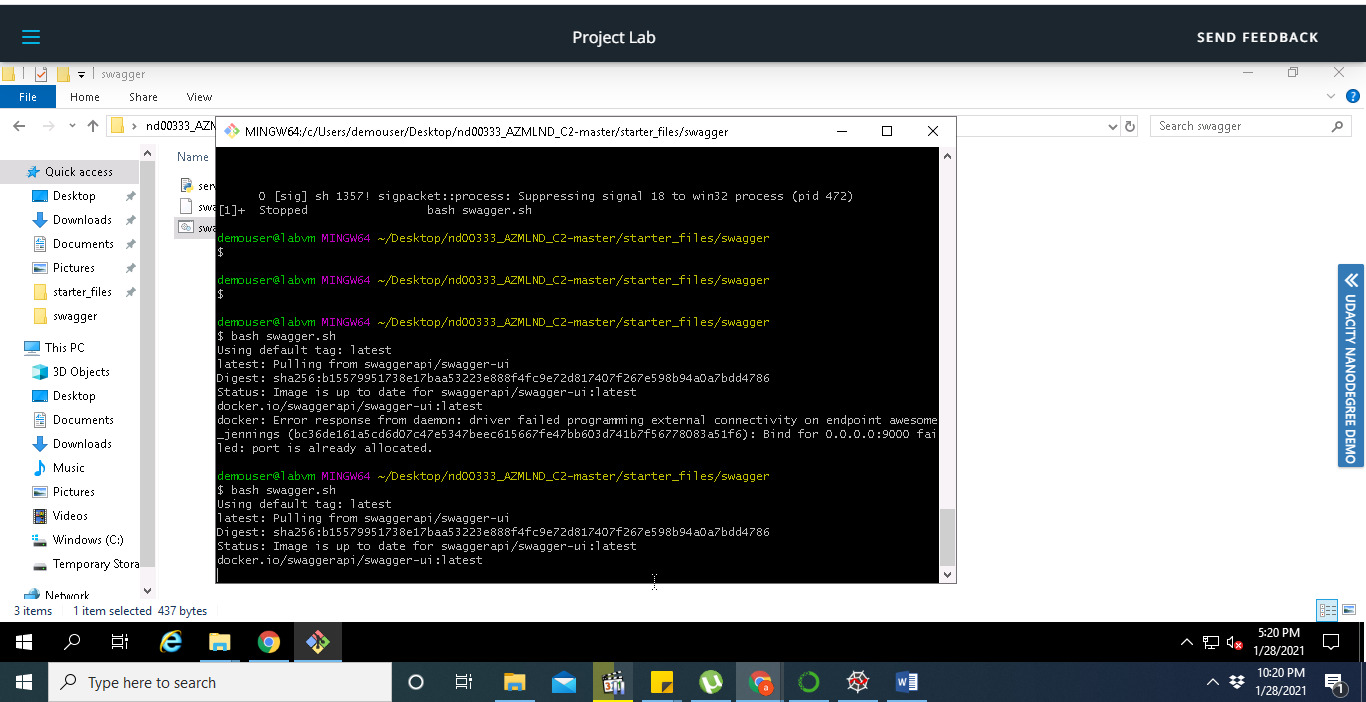 Project Lab
SEND FEEDBACK
swagger
File
Home
Share
View
nd00333_AZMLND_C2-master
MINGW64:/c/Users/demouser/Desktop/nd00333_AZMLND_C2-master/starter_files/swagger
Search swagger
Name
Quick access
Desktop
Downloads
Documents
Pictures
starter_files
swagger
This PC
3D Objects
Desktop
Documents
Downloads
Music
Pictures
Videos
Windows (C:)
Temporary Stora
Network
ser
swa
swa
0 [sig] sh 1357! sigpacket::process: Suppressing signal 18 to win32 process (pid 472)
[1]+  Stopped                 bash swagger.sh
demouser@labvm MINGW64 ~/Desktop/nd00333_AZMLND_C2-master/starter_files/swagger
$
demouser@labvm MINGW64 ~/Desktop/nd00333_AZMLND_C2-master/starter_files/swagger
$
demouser@labvm MINGW64 ~/Desktop/nd00333_AZMLND_C2-master/starter_files/swagger
$ bash swagger.sh
Using default tag: latest
latest: Pulling from swaggerapi/swagger-ui
Digest: sha256:b15579951738e17baa53223e888f4fc9e72d817407f267e598b94a0a7bdd4786
Status: Image is up to date for swaggerapi/swagger-ui:latest
docker.io/swaggerapi/swagger-ui:latest
docker: Error response from daemon: driver failed programming external connectivity on endpoint awesome
_jennings (bc36de161a5cd6d07c47e5347beec615667fe47bb603d741b7f56778083a51f6): Bind for 0.0.0.0:9000 fai
led: port is already allocated.
demouser@labvm MINGW64 ~/Desktop/nd00333_AZMLND_C2-master/starter_files/swagger
$ bash swagger.sh
Using default tag: latest
latest: Pulling from swaggerapi/swagger-ui
Digest: sha256:b15579951738e17baa53223e888f4fc9e72d817407f267e598b94a0a7bdd4786
Status: Image is up to date for swaggerapi/swagger-ui:latest
docker.io/swaggerapi/swagger-ui:latest
UDACITY NANODEGREE DEMO
3 items
1 item selected  437 bytes
5:20 PM
1/28/2021
Type here to search
10:20 PM
1/28/2021
1